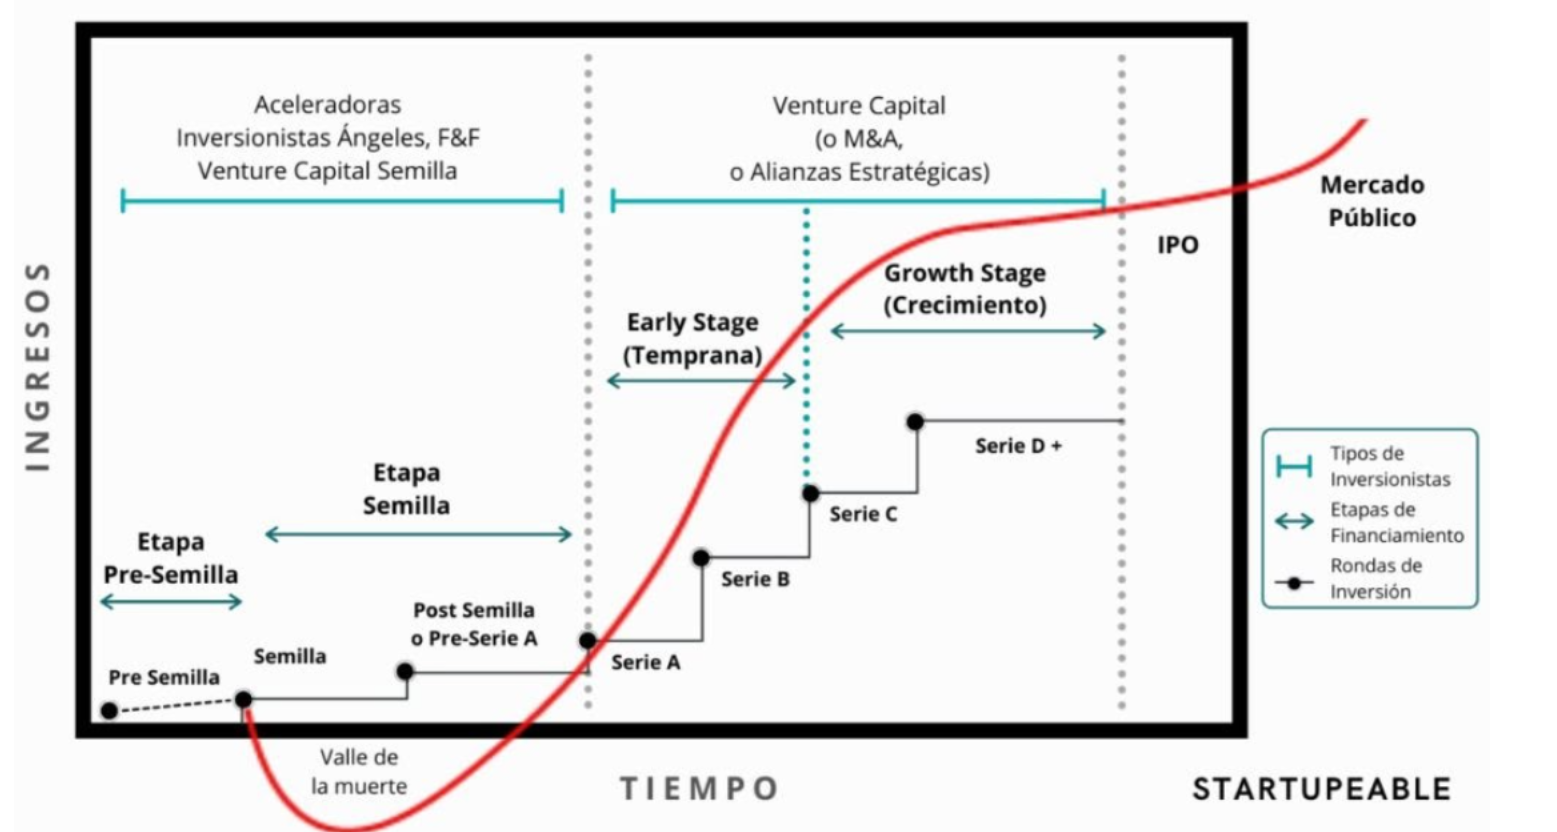 Aceleradoras
Inversionistas Ángeles, F&F
Venture Capital Semilla
Venture Capital
(o M&A,
o Alianzas Estratégicas)
Mercado
Público
IPO
Growth Stage
(Crecimiento)
Early Stage
(Temprana)
INGRESOS
Serie D +
Etapa
Semilla
Serie C
Etapa
Pre-Semilla
Serie B
Post Semilla
o Pre-Serie A
Semilla
Serie A
Pre Semilla
Tipos de
Inversionistas
Etapas de
Financiamiento
Rondas de
Inversión
Valle de
la muerte
TIEMPO
STARTUPEABLE